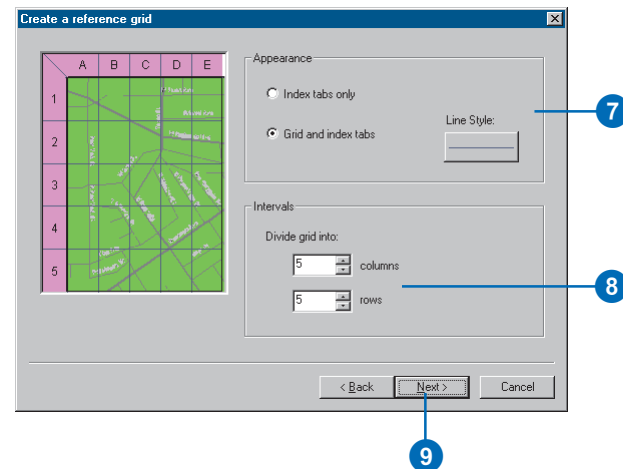 Create a reference grid
A B C D E
1
2
3
4
5
Appearance
Index tabs only
Grid and index tabs
Line Style:
7
Intervals
Divide grid into:
5 columns
5 rows
8
< Back
Next >
Cancel
9